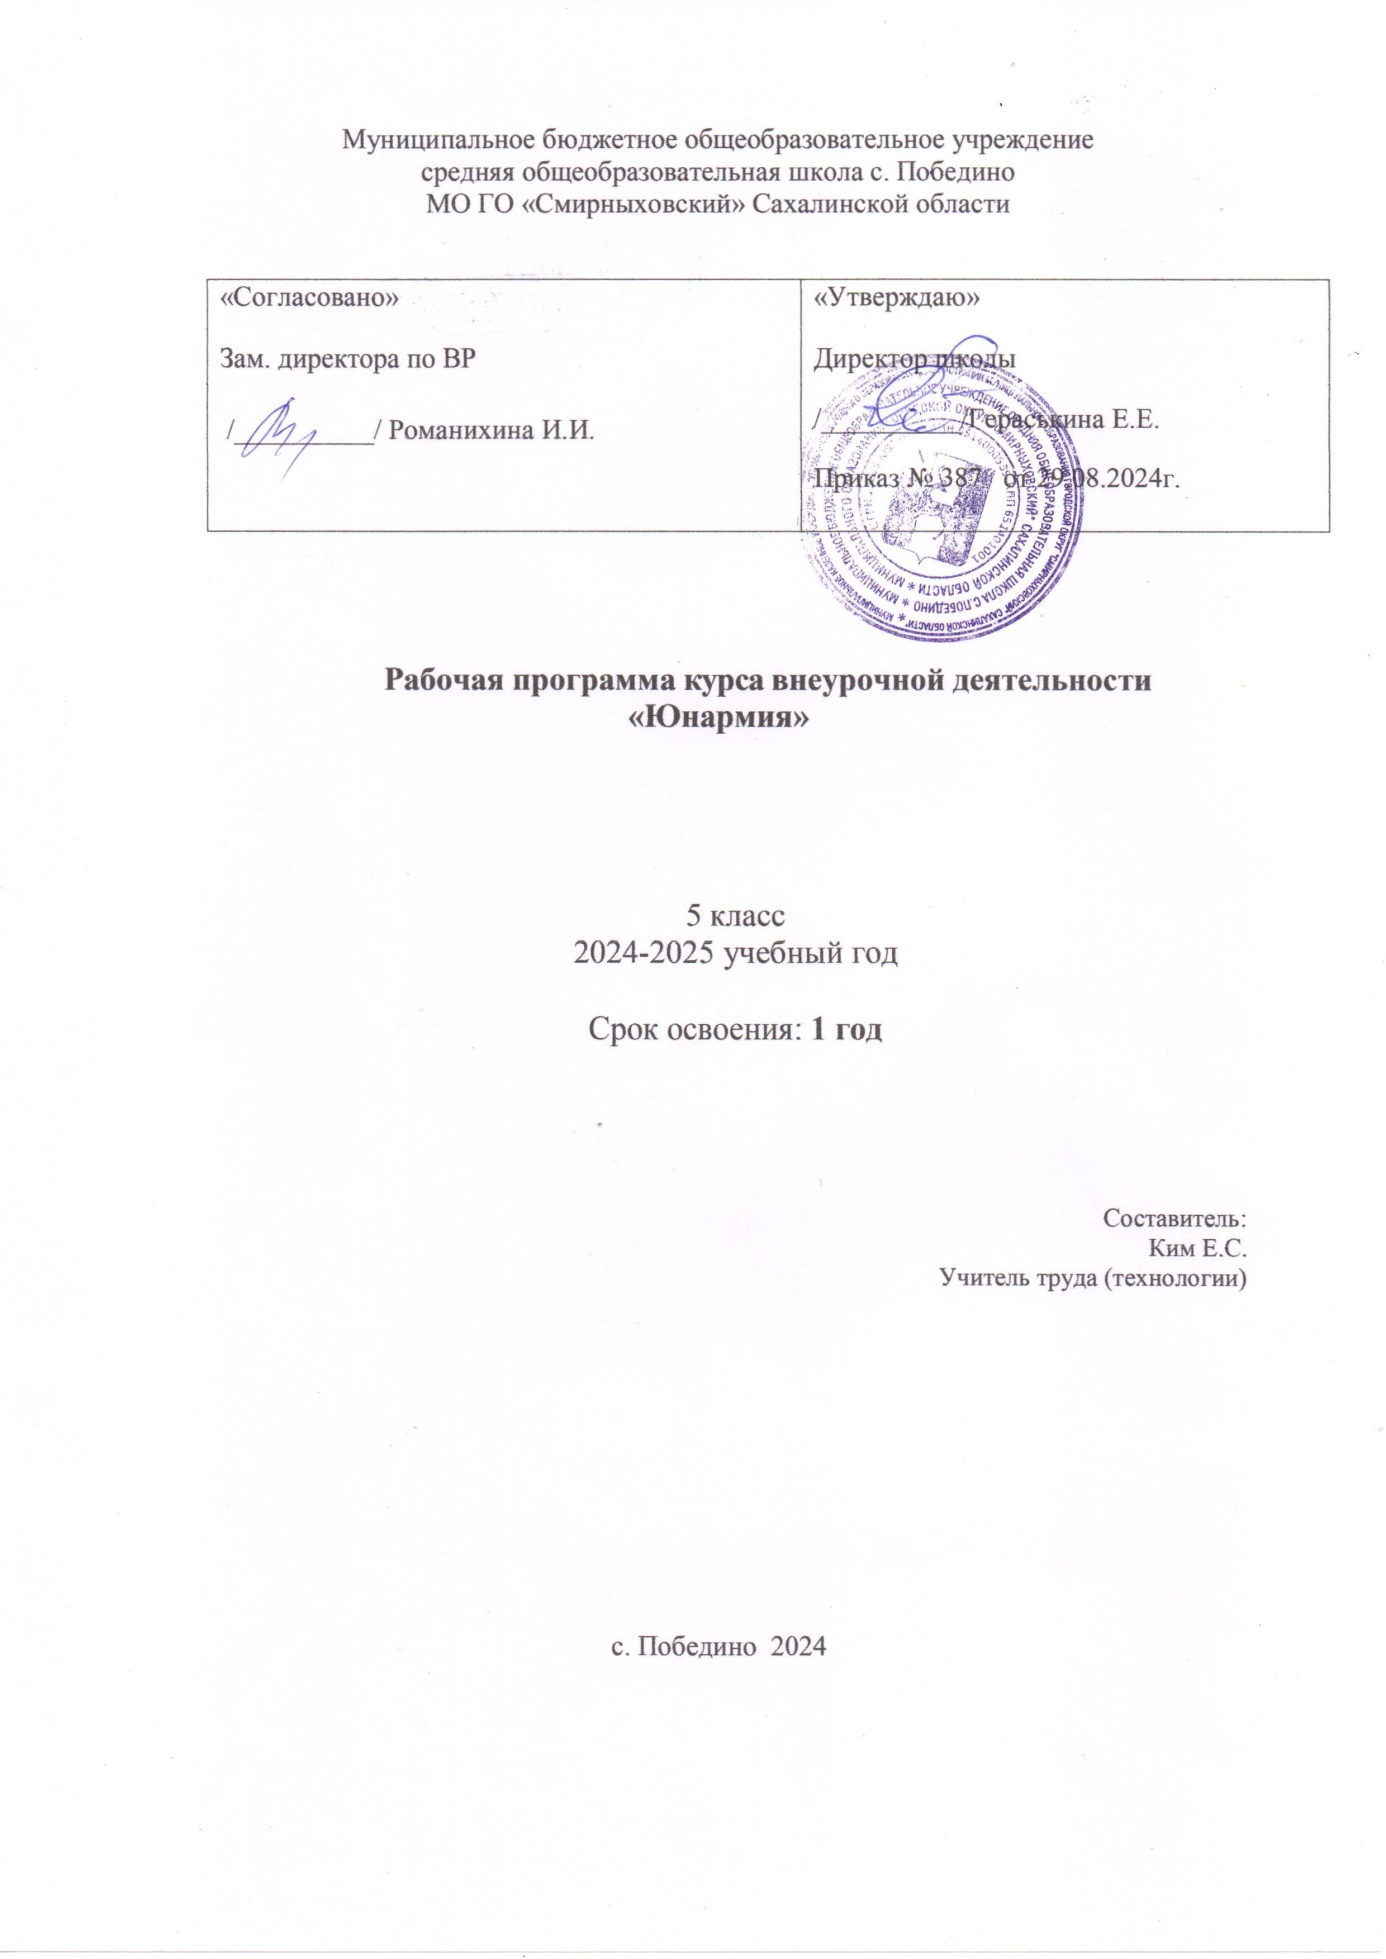 Муниципальное бюджетное общеобразовательное учреждение
средняя общеобразовательная школа с. Победино
МО ГО «Смирныховский» Сахалинской области
«Согласовано»
Зам. директора по ВР
/__________/ Романихина И.И.
«Утверждаю»
Директор школы
/__________/Гераськина Е.Е.
Приказ № 387 от 29.08.2024г.
Рабочая программа курса внеурочной деятельности
«Юнармия»
5 класс
2024-2025 учебный год
Срок освоения: 1 год
Составитель:
Ким Е.С.
Учитель труда (технологии)
с. Победино 2024